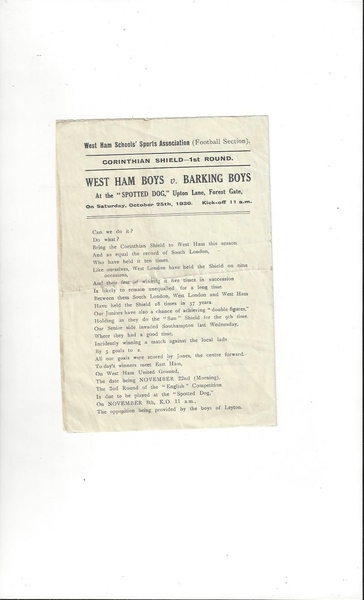 West Ham Schools' Sports Association (Football Section).
CORINTHIAN SHIELD—1st ROUND.
WEST HAM BOYS v. BARKING BOYS
At the "SPOTTED DOG," Upton Lane, Forest Gate,
On Saturday, October 25th, 1930. Kick-off 11 a.m.
Can we do it?
Do what?
Bring the Corinthian Shield to West Ham this season.
And so equal the record of South London,
Who have held it ten times
Like ourselves, West London have held the Shield on nine
occasions,
And their feat of winning it five times in succession
Is likely to remain unequalled for a long time
Between them South London, West London and West Ham
Have held the Shield 28 times in 37 years
Our Juniors have also a chance of achieving "double figures,"
Holding as they do the "Sun" Shield for the 9th time.
Our Senior side invaded Southampton last Wednesday,
Where they had a good time,
Incidently winning a match against the local lads
By 3 goals to
All our goals were scored by Jones, the centre forward.
To-day's winners meet East Ham,
On West Ham United Ground,
The date being NOVEMBER 22nd (Morning).
The 2nd Round of the "English" Competition
Is due to be played at the "Spotted Dog,"
On NOVEMBER 8th, K.O. 11 a.m.,
The opposition being provided by the boys of Leyton.